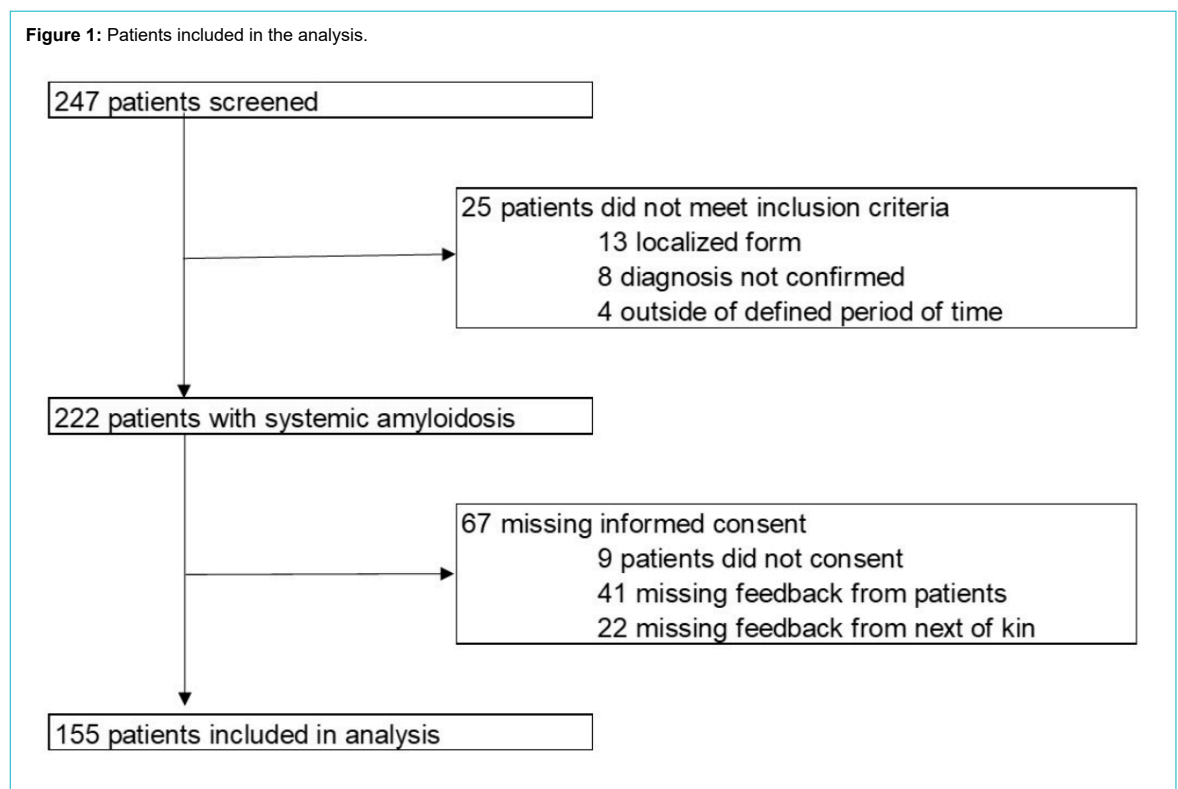 Figure 1: Patients included in the analysis.
247 patients screened
25 patients did not meet inclusion criteria
13 localized form
8 diagnosis not confirmed
4 outside of defined period of time
222 patients with systemic amyloidosis
67 missing informed consent
9 patients did not consent
41 missing feedback from patients
22 missing feedback from next of kin
155 patients included in analysis